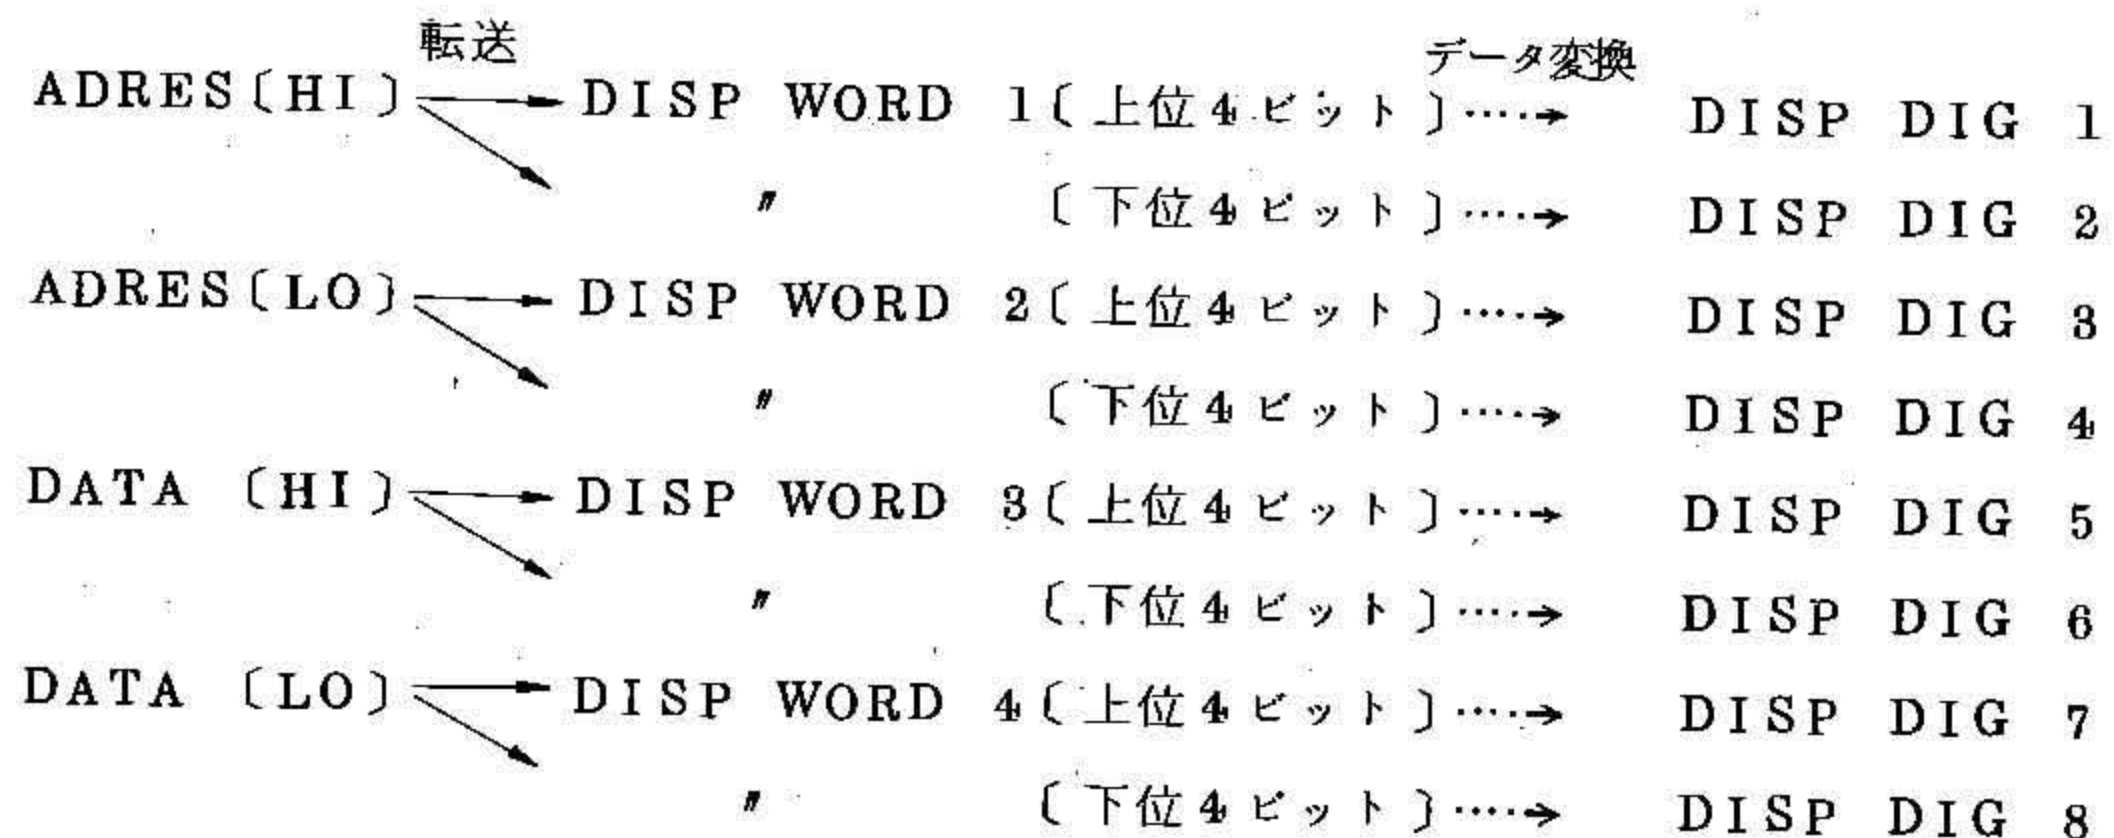 転送 データ変換
ADRES〔HI〕 DISP WORD 1〔上位4ビット〕····→ DISP DIG 1
〃 〔下位4ビット〕····→ DISP DIG 2
ADRES〔LO〕 DISP WORD 2〔上位4ビット〕····→ DISP DIG 3
〃 〔下位4ビット〕····→ DISP DIG 4
DATA 〔HI〕 DISP WORD 3〔上位4ビット〕····→ DISP DIG 5
〃 〔下位4ビット〕····→ DISP DIG 6
DATA 〔LO〕 DISP WORD 4〔上位4ビット〕····→ DISP DIG 7
〃 〔下位4ビット〕····→ DISP DIG 8